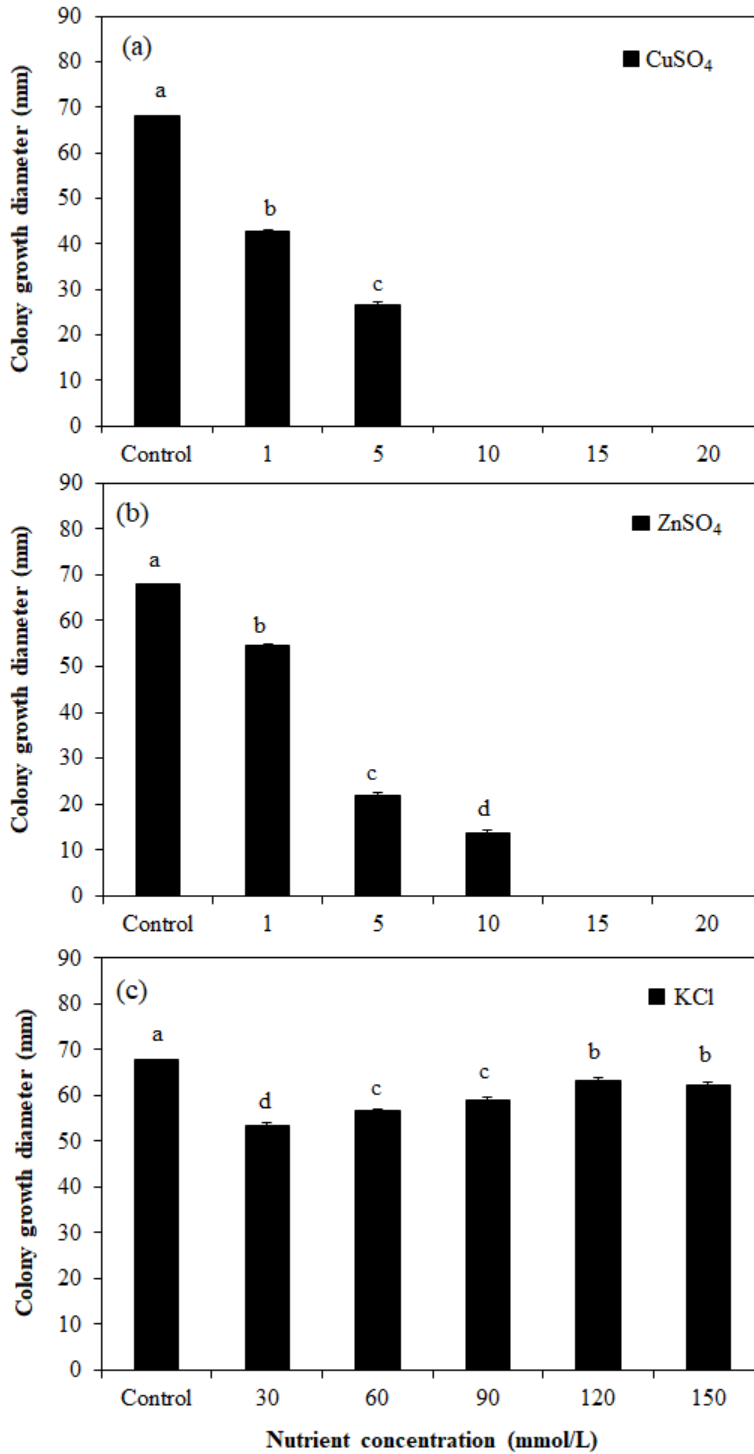 (a)
CuSO₄
Colony growth diameter (mm)
90
80
70
60
50
40
30
20
10
0
a
b
c
Control 1 5 10 15 20
(b)
ZnSO₄
Colony growth diameter (mm)
90
80
70
60
50
40
30
20
10
0
a
b
c
d
Control 1 5 10 15 20
(c)
KCl
Colony growth diameter (mm)
90
80
70
60
50
40
30
20
10
0
a
d
c
c
b
b
Control 30 60 90 120 150
Nutrient concentration (mmol/L)